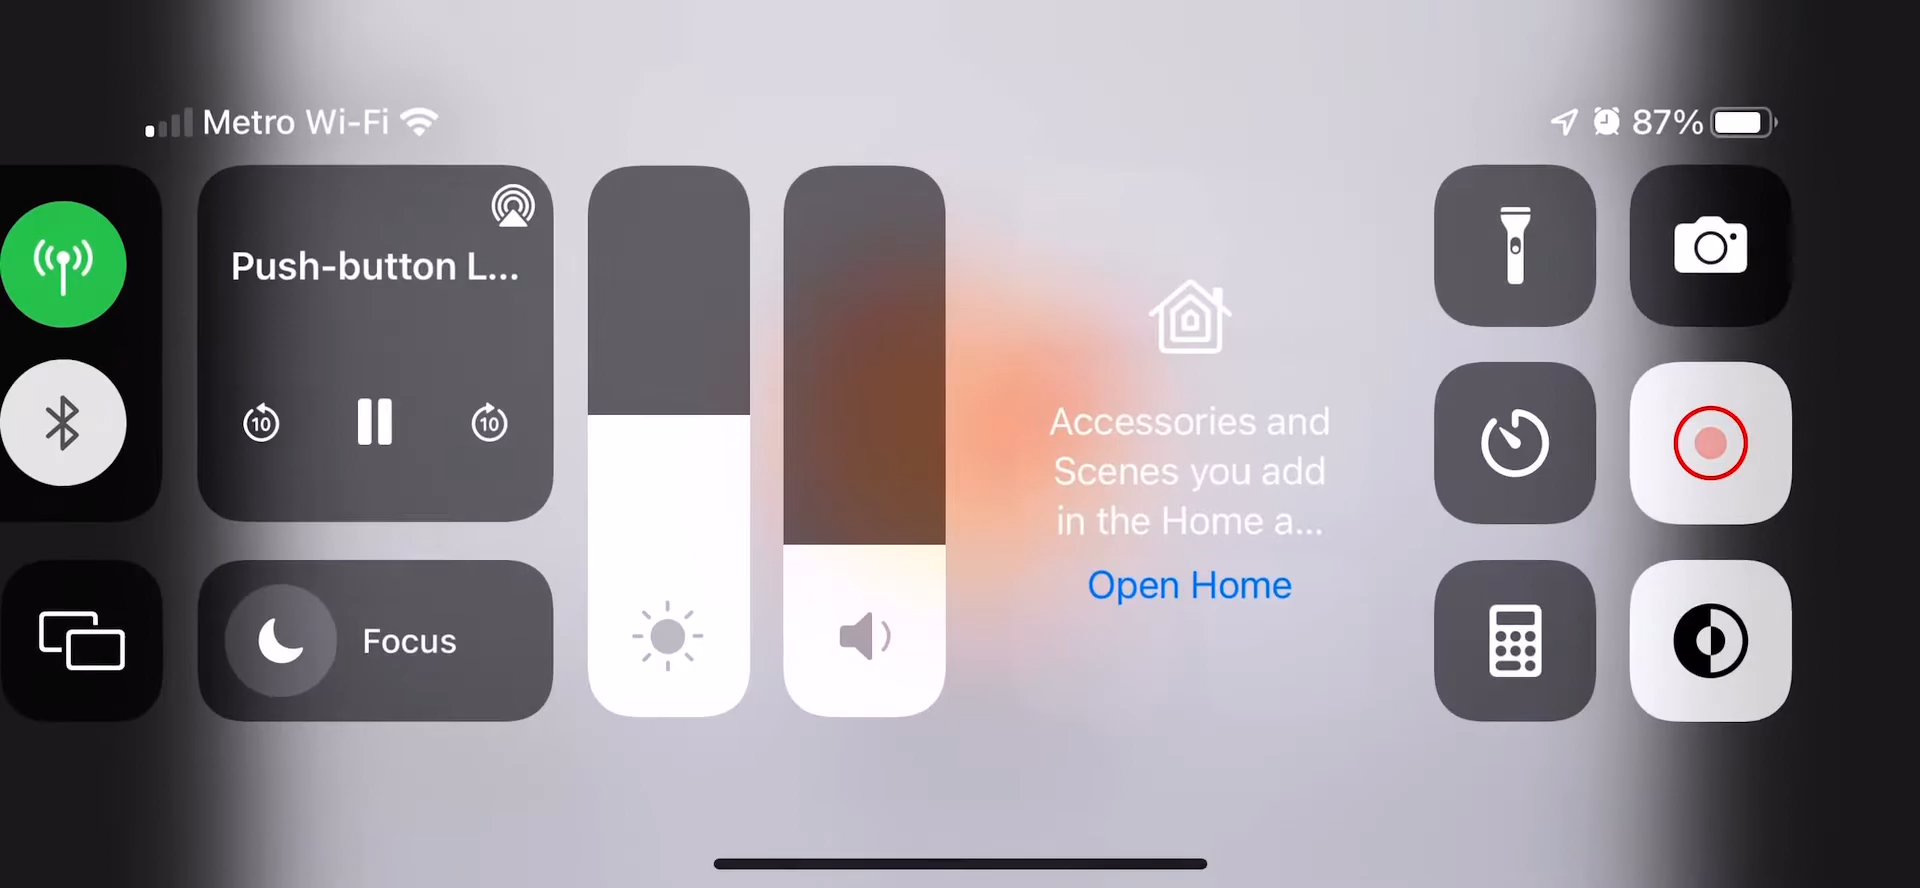 Metro Wi-Fi
87%
Push-button L...
10
10
Focus
Accessories and
Scenes you add
in the Home a...
Open Home